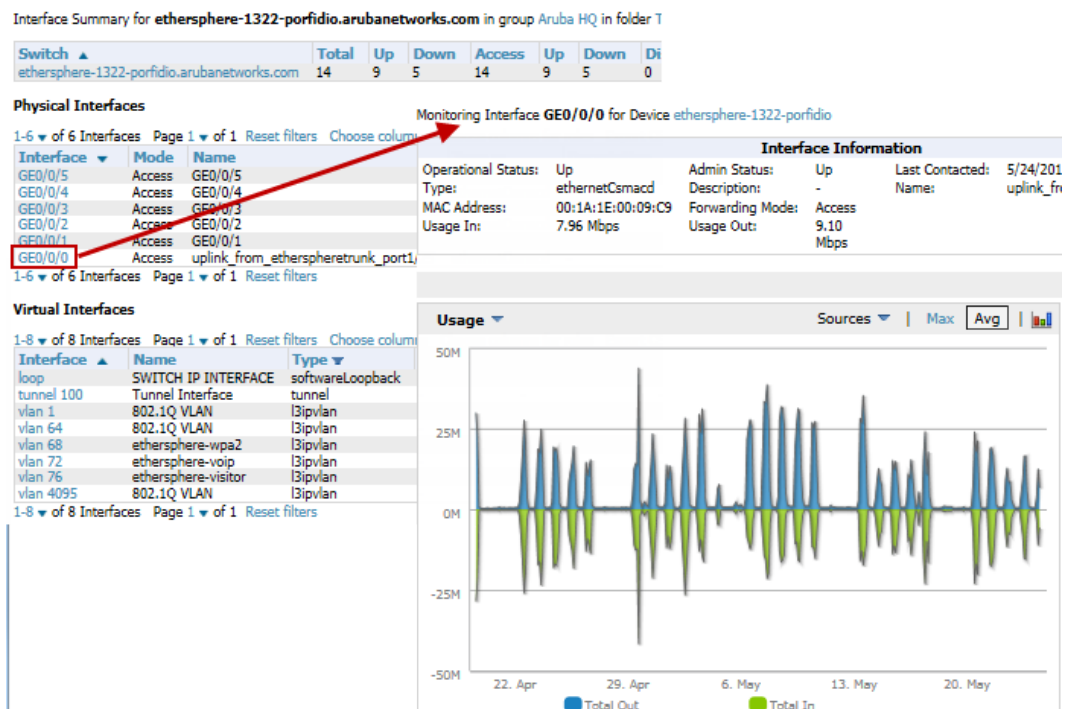 Interface Summary for ethersphere-1322-porfidio.arubanetworks.com in group Aruba HQ in folder T
Switch Total Up Down Access Up Down Di
ethersphere-1322-porfidio.arubanetworks.com 14 9 5 14 9 5 0
Physical Interfaces
1-6 of 6 Interfaces Page 1 of 1 Reset filters Choose colum
Interface Mode Name
GE0/0/5 Access GE0/0/5
GE0/0/4 Access GE0/0/4
GE0/0/3 Access GE0/0/3
GE0/0/2 Access GE0/0/2
GE0/0/1 Access GE0/0/1
GE0/0/0 Access uplink_from_etherspheretrunk_port1/
1-6 of 6 Interfaces Page 1 of 1 Reset filters
Virtual Interfaces
1-8 of 8 Interfaces Page 1 of 1 Reset filters Choose colum
Interface Name Type
loop SWITCH IP INTERFACE softwareLoopback
tunnel 100 Tunnel Interface tunnel
vlan 1 802.1Q VLAN l3ipvlan
vlan 64 802.1Q VLAN l3ipvlan
vlan 68 ethersphere-wpa2 l3ipvlan
vlan 72 ethersphere-voip l3ipvlan
vlan 76 ethersphere-visitor l3ipvlan
vlan 4095 802.1Q VLAN l3ipvlan
1-8 of 8 Interfaces Page 1 of 1 Reset filters
Monitoring Interface GE0/0/0 for Device ethersphere-1322-porfidio
Interface Information
Operational Status: Up Admin Status: Up Last Contacted: 5/24/201
Type: ethernetCsmacd Description: - Name: uplink_fr
MAC Address: 00:1A:1E:00:09:C9 Forwarding Mode: Access
Usage In: 7.96 Mbps Usage Out: 9.10
Mbps
Usage Sources | Max Avg |
50M
25M
0M
-25M
-50M
22. Apr 29. Apr 6. May 13. May 20. May
Total Out Total In